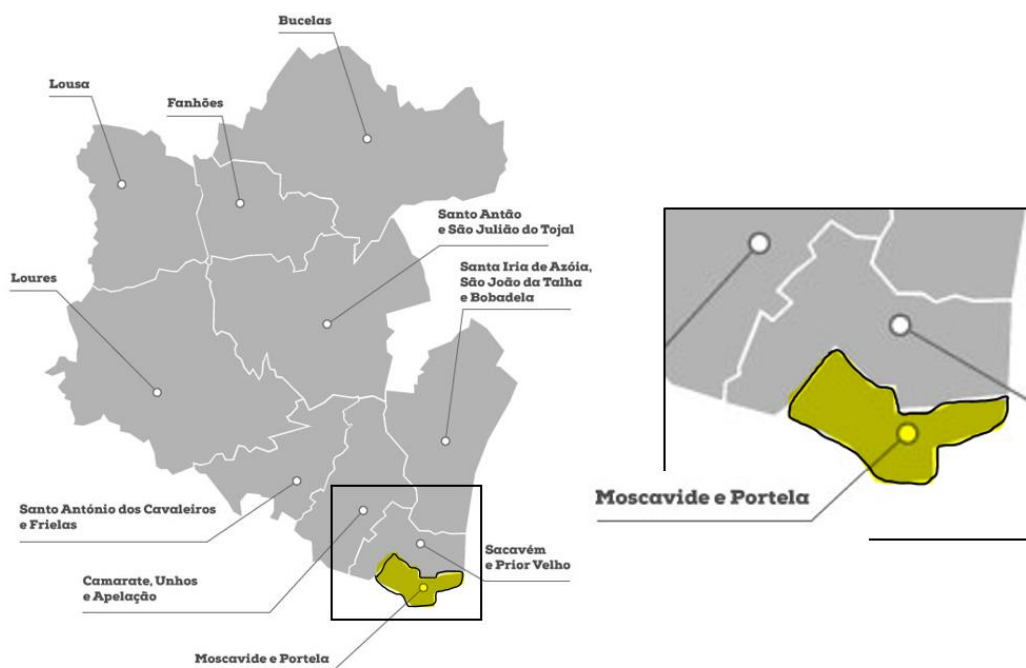 Bucelas
Lousa
Fanhões
Santo Antão
e São Julião do Tojal
Santa Iria de Azóia,
São João da Talha
e Bobadela
Loures
Santo António dos Cavaleiros
e Frielas
Camarate, Unhos
e Apelação
Sacavém
e Prior Velho
Moscavide e Portela
Moscavide e Portela